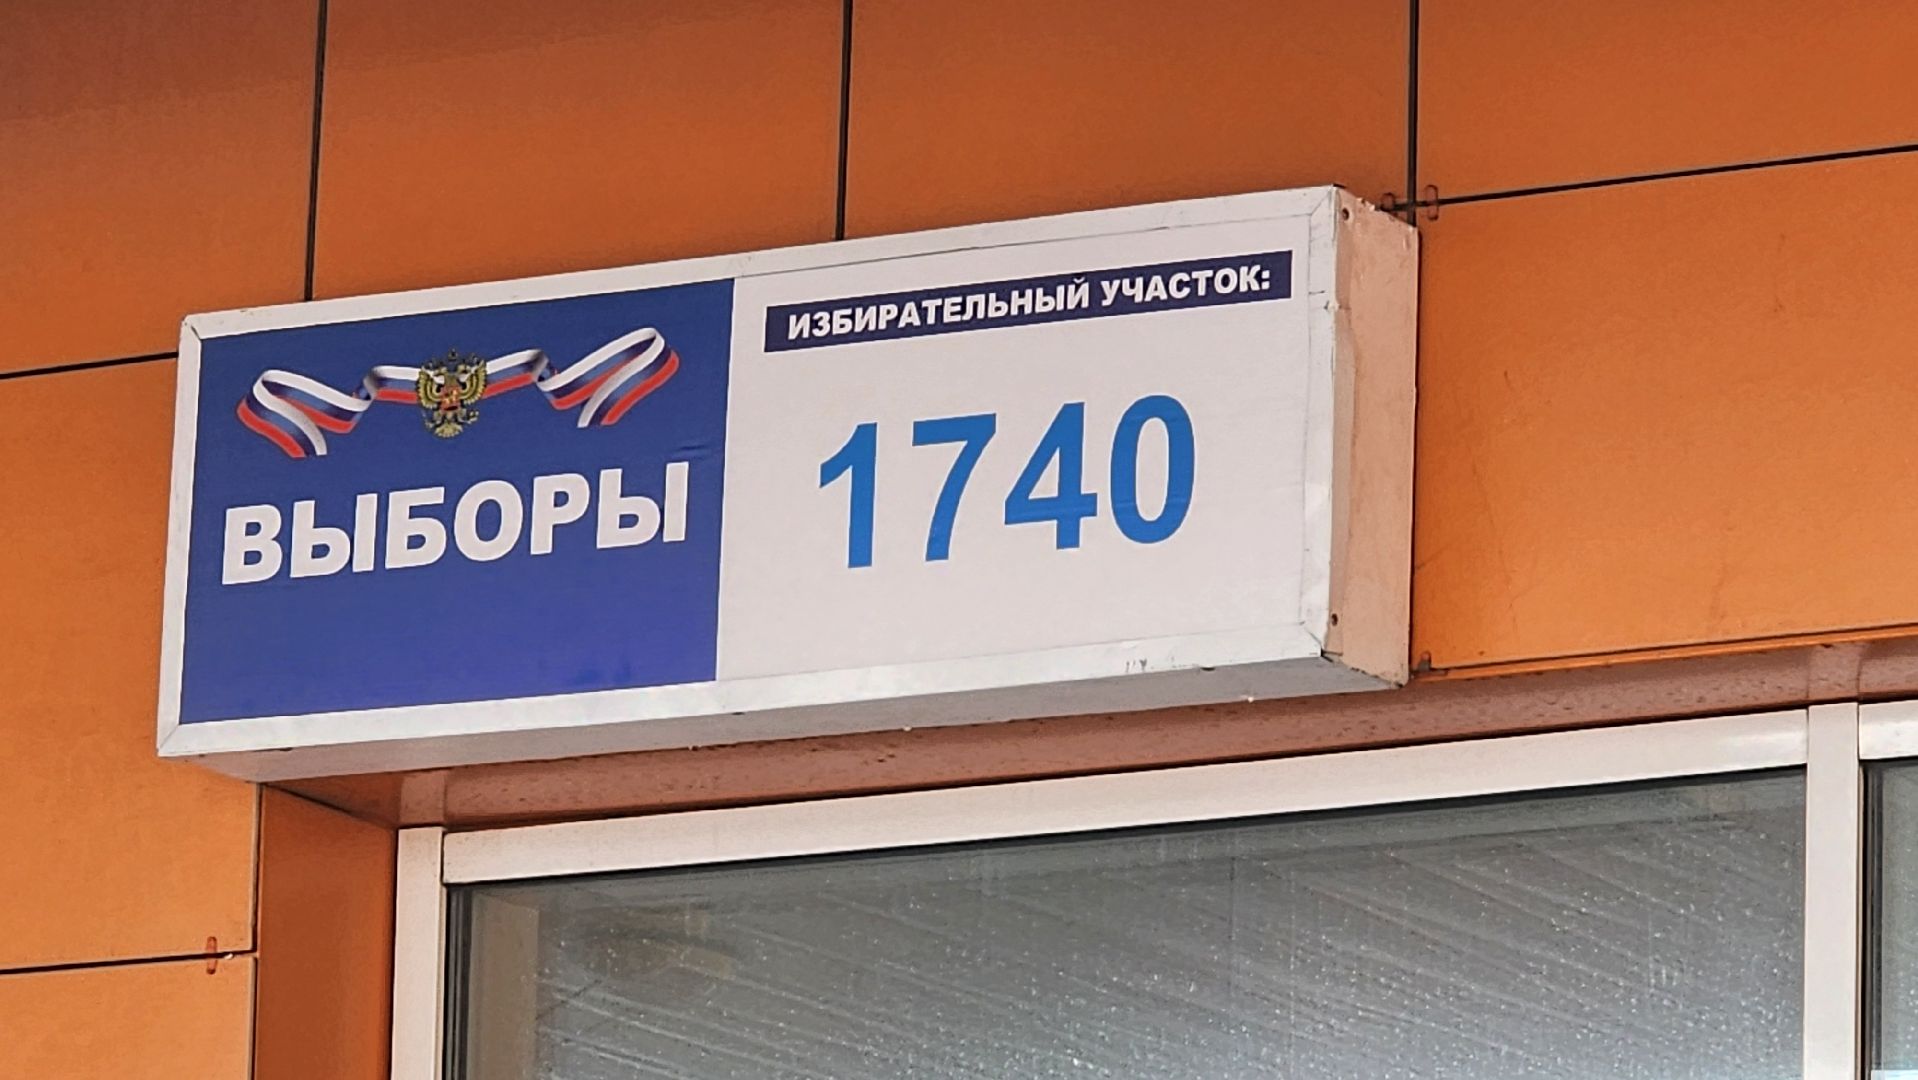 ВЫБОРЫ
ИЗБИРАТЕЛЬНЫЙ УЧАСТОК:
1740